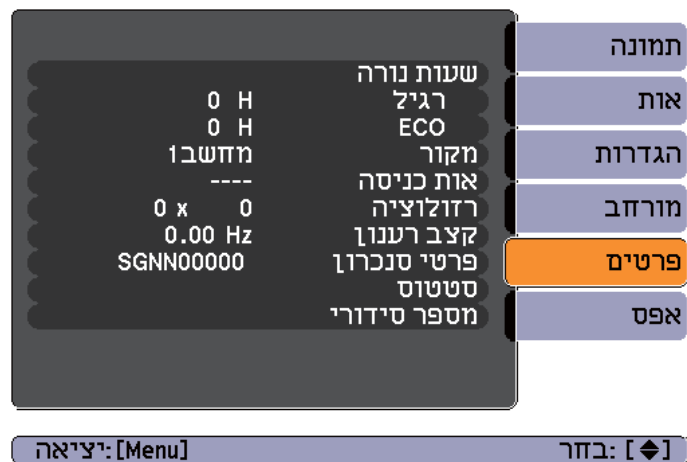 תמונה
אות
הגדרות
מורחב
פרטים
אפס
שעות נורה
רגיל 0 H
ECO 0 H
מקור מחשב1
אות כניסה ----
רזולוציה 0 x 0
קצב רענון 0.00 Hz
פרטי סנכרון SGNN00000
סטטוס
מספר סידורי
[◆] :בחר
[Menu]:יציאה